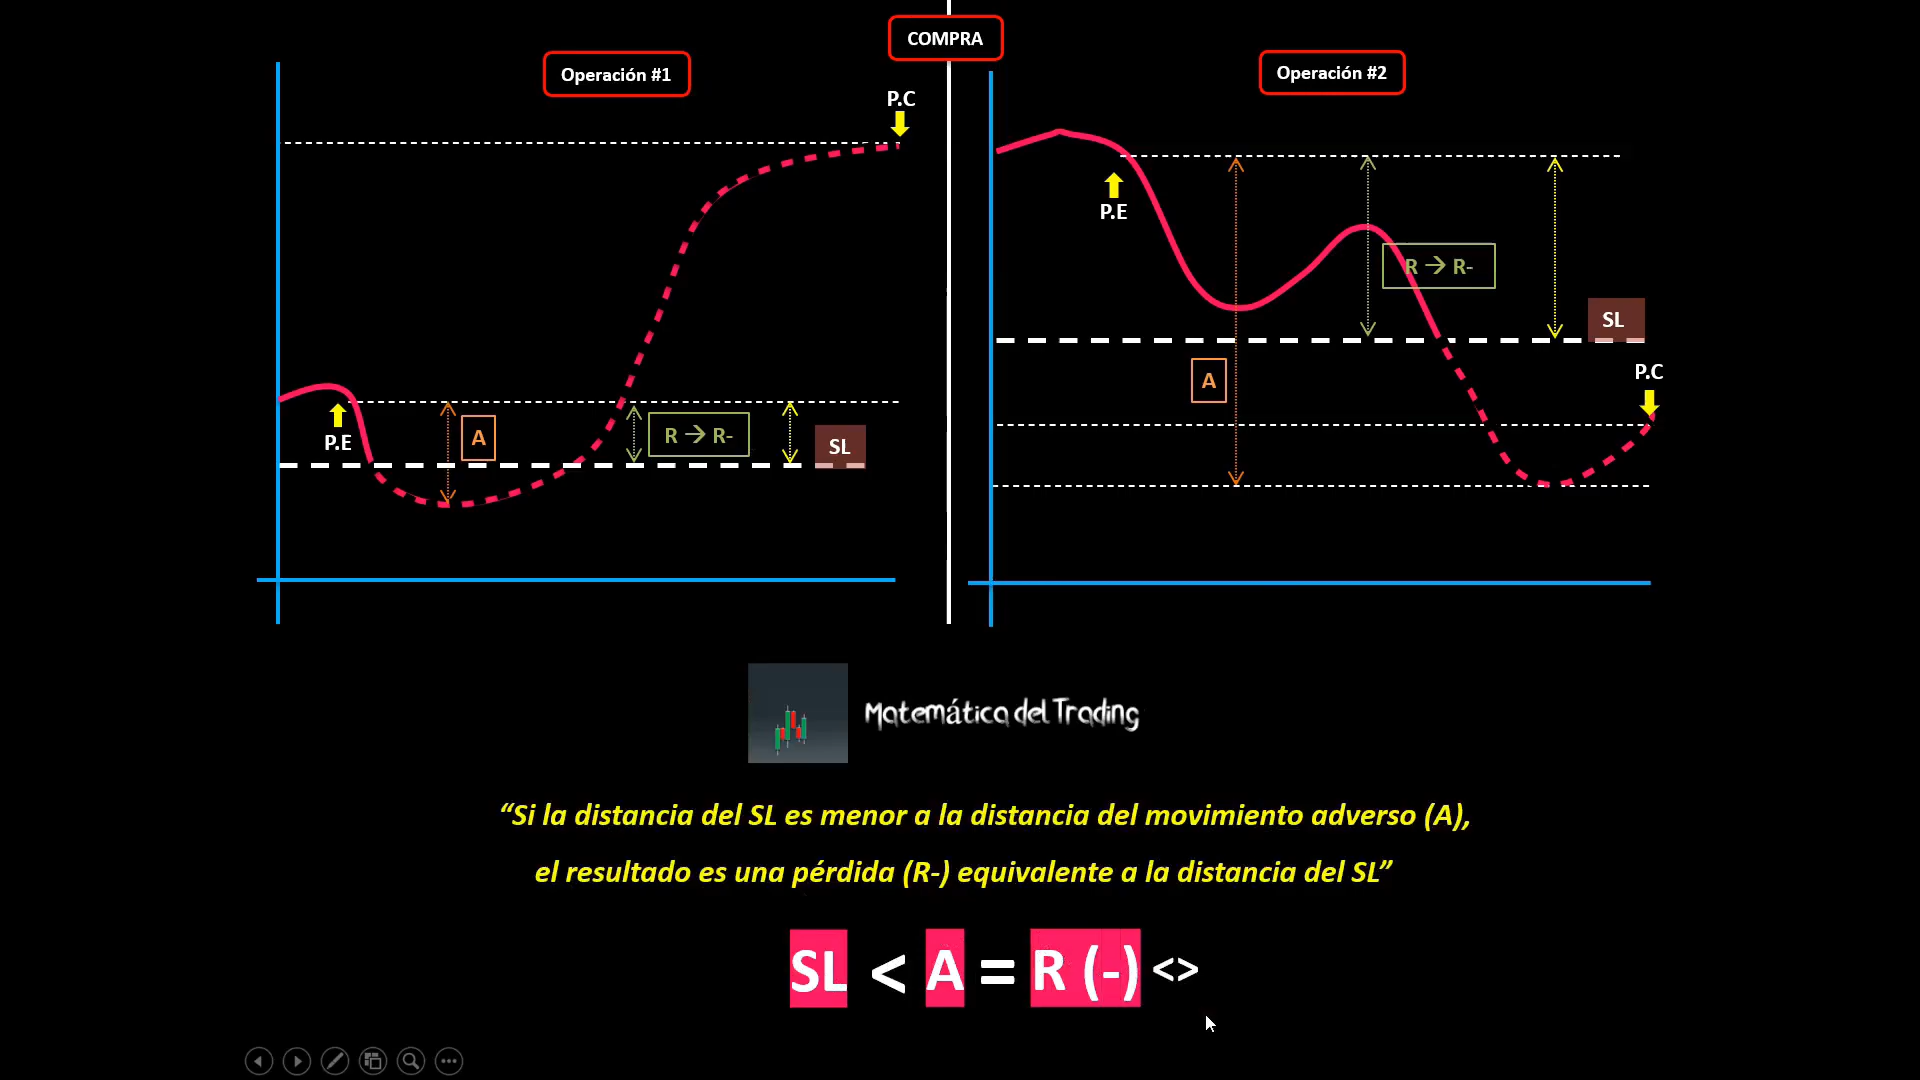 COMPRA
Operación #1
P.C
P.E
A
R → R-
SL
Operación #2
P.E
R → R-
SL
A
P.C
Matemática del Trading
“Si la distancia del SL es menor a la distancia del movimiento adverso (A),
el resultado es una pérdida (R-) equivalente a la distancia del SL”
SL < A = R (-) <>